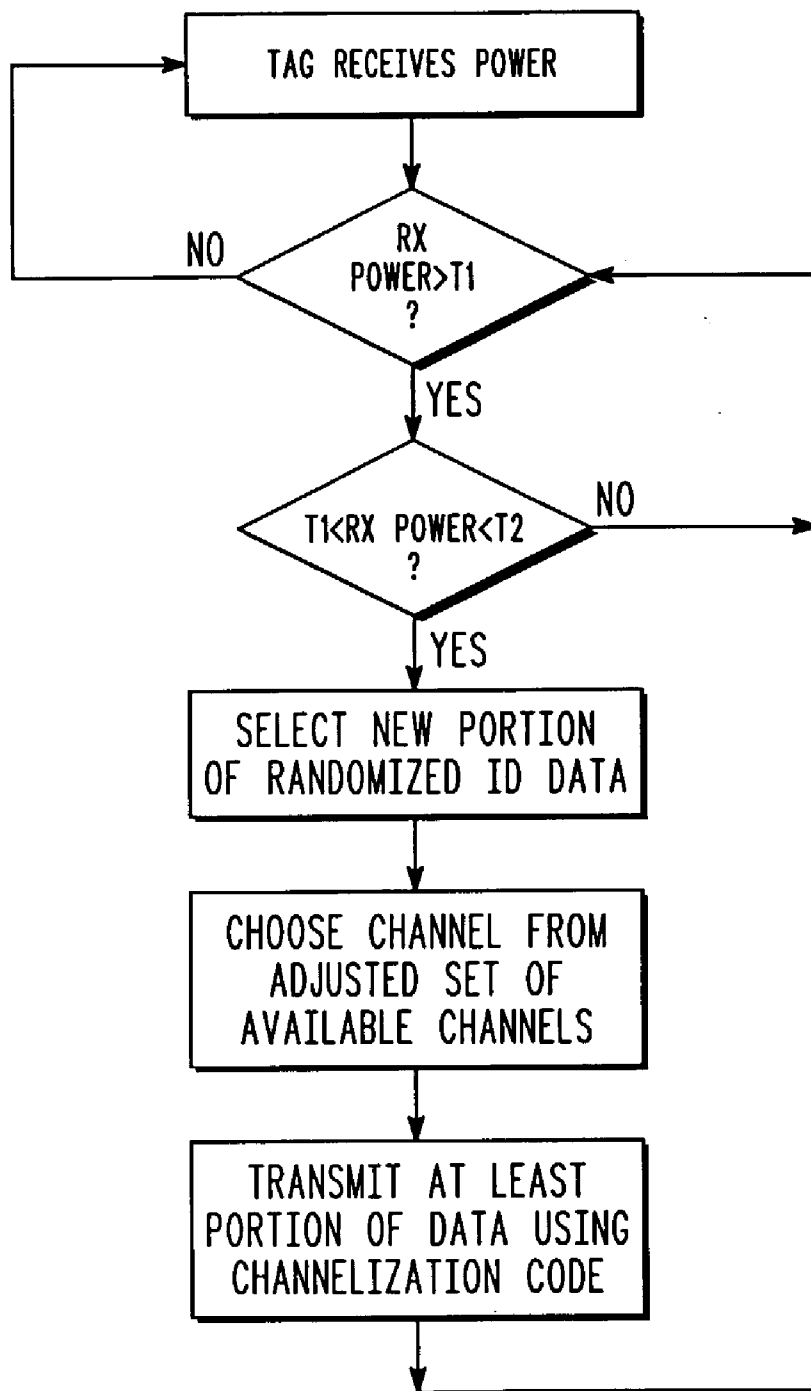 TAG RECEIVES POWER
RX
POWER>T1
?
NO
YES
T1<RX POWER<T2
?
NO
YES
SELECT NEW PORTION
OF RANDOMIZED ID DATA
CHOOSE CHANNEL FROM
ADJUSTED SET OF
AVAILABLE CHANNELS
TRANSMIT AT LEAST
PORTION OF DATA USING
CHANNELIZATION CODE